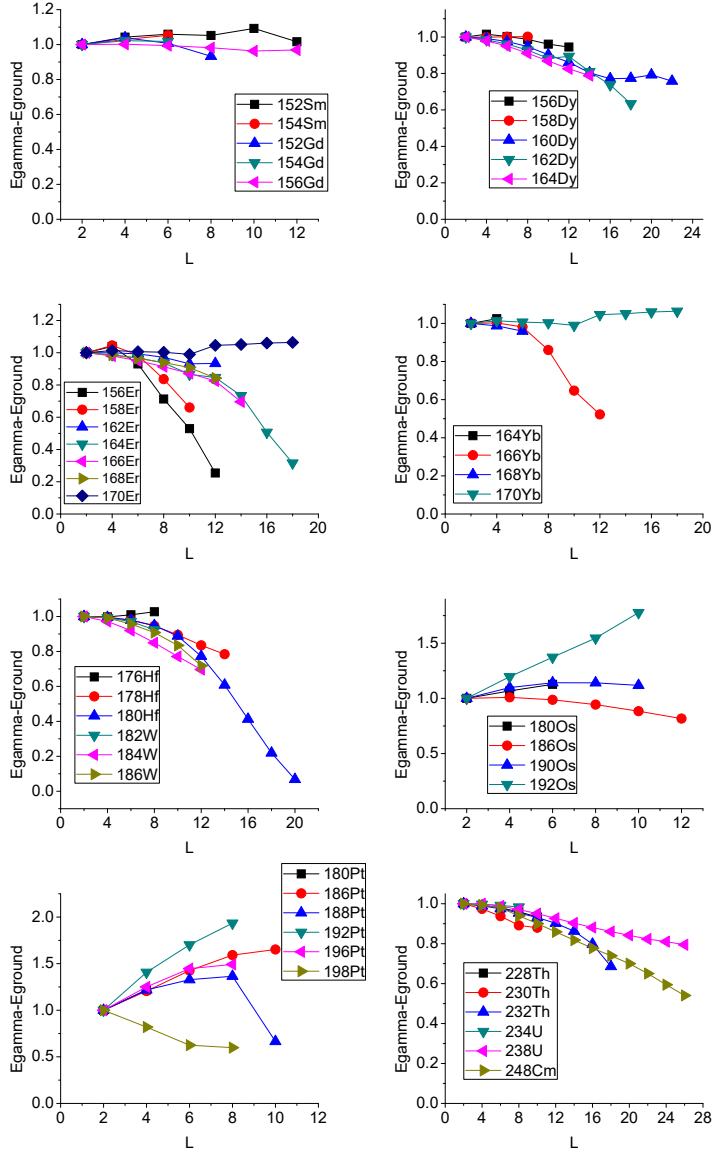 1.2
1.0
0.8
0.6
0.4
0.2
0.0
Egamma-Eground
2 4 6 8 10 12
L
152Sm
154Sm
152Gd
154Gd
156Gd
1.0
0.8
0.6
0.4
0.2
0.0
Egamma-Eground
0 4 8 12 16 20 24
L
156Dy
158Dy
160Dy
162Dy
164Dy
1.2
1.0
0.8
0.6
0.4
0.2
0.0
Egamma-Eground
0 2 4 6 8 10 12 14 16 18 20
L
156Er
158Er
162Er
164Er
166Er
168Er
170Er
1.0
0.8
0.6
0.4
0.2
0.0
Egamma-Eground
0 2 4 6 8 10 12 14 16 18 20
L
164Yb
166Yb
168Yb
170Yb
1.0
0.8
0.6
0.4
0.2
0.0
Egamma-Eground
0 4 8 12 16 20
L
176Hf
178Hf
180Hf
182W
184W
186W
1.5
1.0
0.5
0.0
Egamma-Eground
2 4 6 8 10 12
L
180Os
186Os
190Os
192Os
2.0
1.5
1.0
0.5
0.0
Egamma-Eground
0 2 4 6 8 10 12
L
180Pt
186Pt
188Pt
192Pt
196Pt
198Pt
1.0
0.8
0.6
0.4
0.2
0.0
Egamma-Eground
0 4 8 12 16 20 24 28
L
228Th
230Th
232Th
234U
238U
248Cm